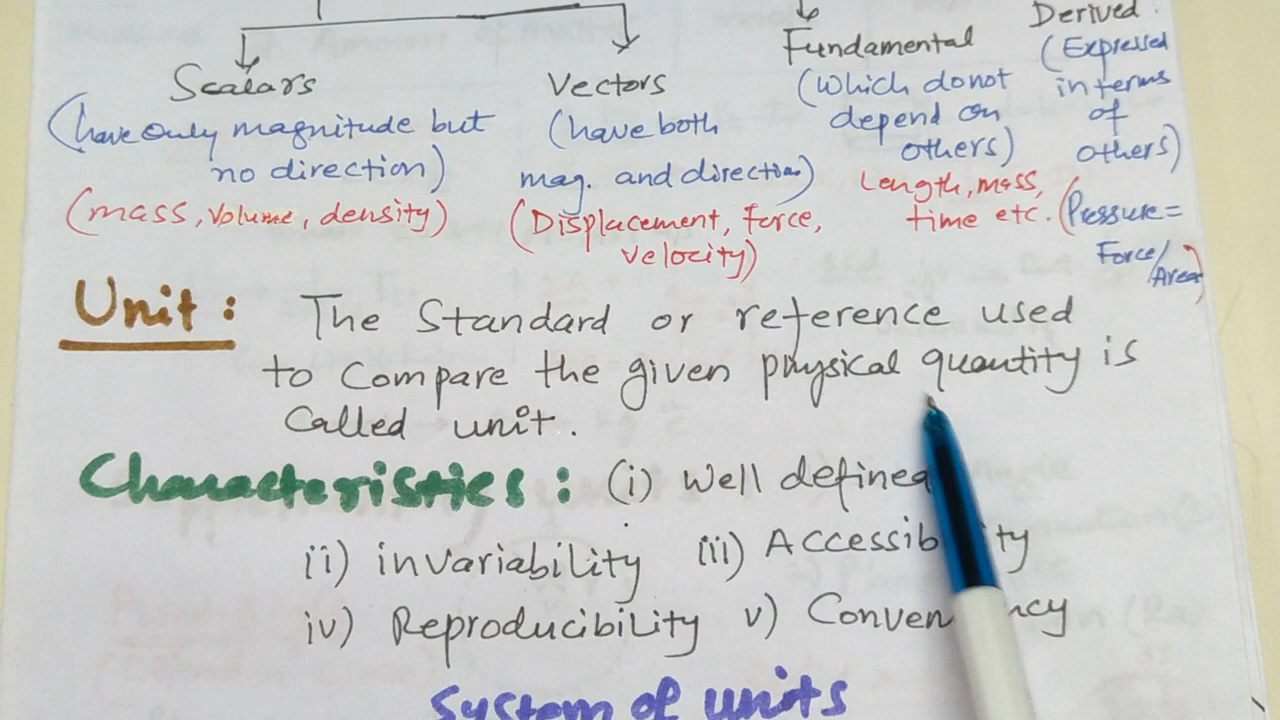 Derived
Scalars Vectors Fundamental
(have only magnitude but no direction)
(mass, volume, density)
(have both
mag. and direction)
(Displacement, force,
velocity)
(which do not
depend on
others)
Length, mass,
time etc.
(Expressed
in terms
of
others)
(Pressure =
Force/
Area)
Unit: The Standard or reference used
to compare the given physical quantity is
called unit.
Characteristics: (i) Well defined
ii) invariability (iii)
iv) Reproducibility v)
System of units